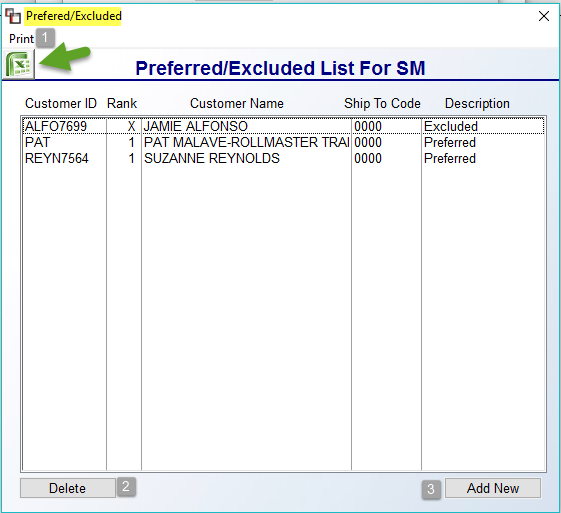 Prefered/Excluded
Print 1
Preferred/Excluded List For SM
Customer ID Rank Customer Name Ship To Code Description
ALFO7699 X JAMIE ALFONSO 0000 Excluded
PAT 1 PAT MALAVE-ROLLMASTER TRAI 0000 Preferred
REYN7564 1 SUZANNE REYNOLDS 0000 Preferred
Delete 2 3 Add New